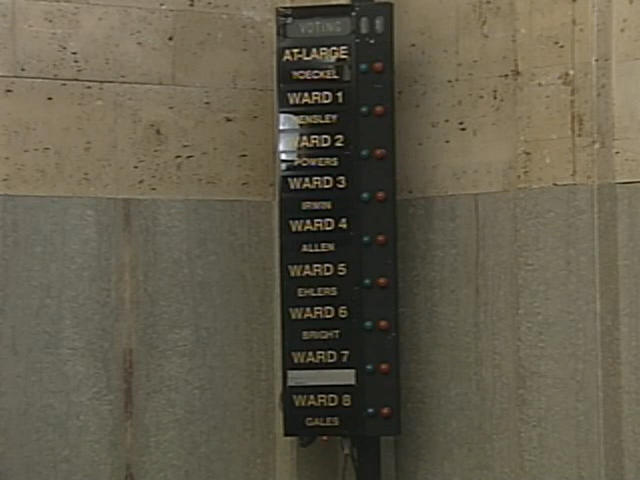 VOTING
AT-LARGE
YOECKEL
WARD 1
ENSLEY
WARD 2
POWERS
WARD 3
IRWIN
WARD 4
ALLEN
WARD 5
EHLERS
WARD 6
BRIGHT
WARD 7
WARD 8
GALES